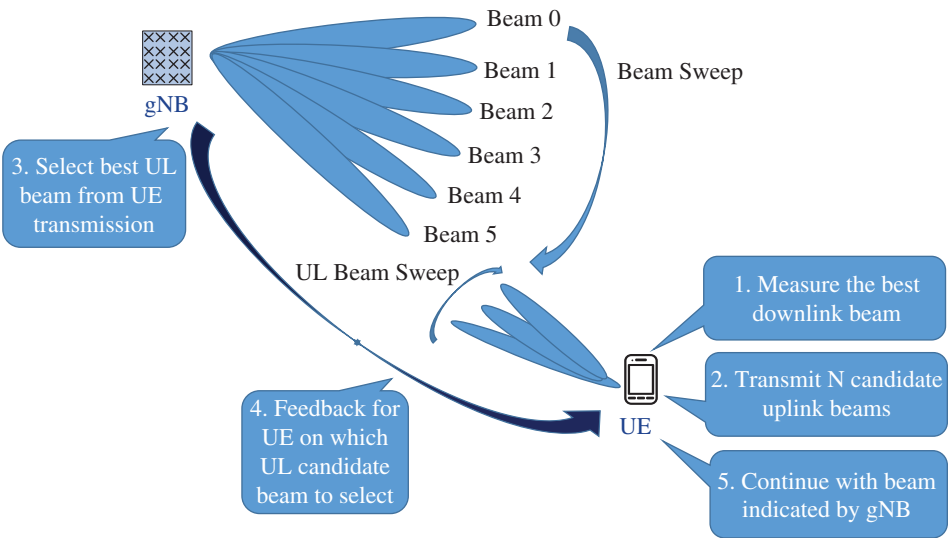 Beam 0
Beam 1
Beam 2
Beam 3
Beam 4
Beam 5
Beam Sweep
gNB
3. Select best UL
beam from UE
transmission
UL Beam Sweep
1. Measure the best
downlink beam
2. Transmit N candidate
uplink beams
UE
4. Feedback for
UE on which
UL candidate
beam to select
5. Continue with beam
indicated by gNB